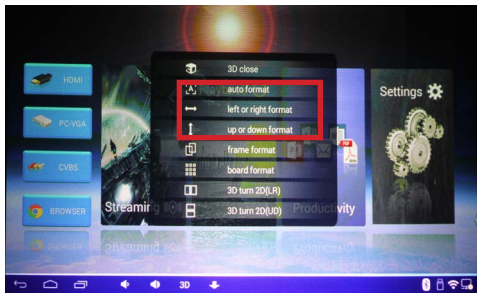 HDMI
PC-VGA
CVBS
BROWSER
3D close
[A] auto format
left or right format
up or down format
frame format
board format
3D turn 2D(LR)
3D turn 2D(UD)
Streaming
Productivity
PDF
Settings
3D